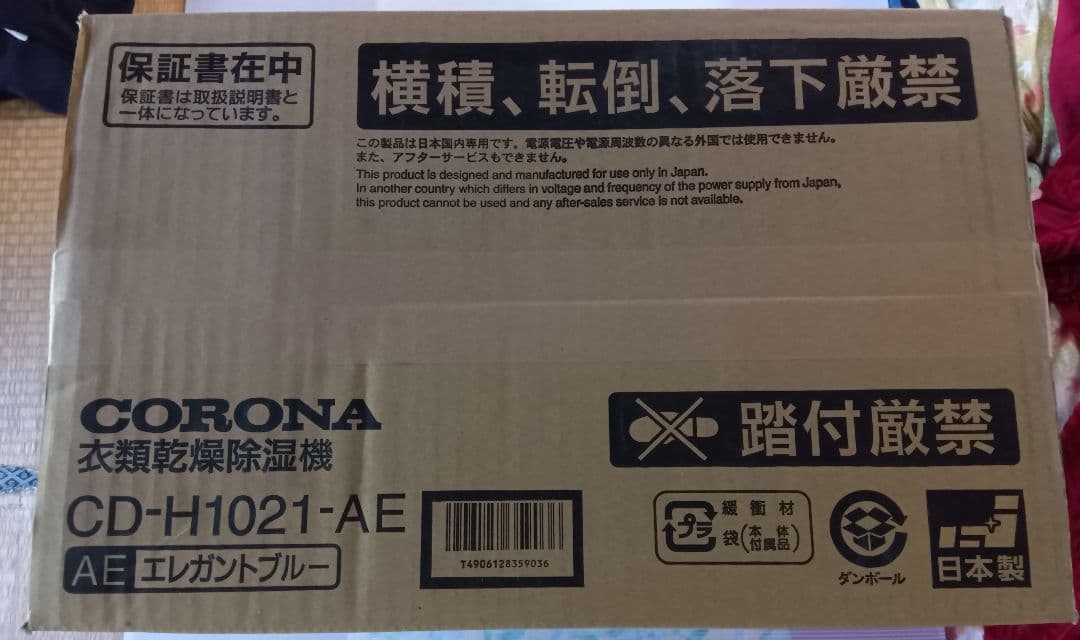 保証書在中
保証書は取扱説明書と
一体になっています。
横積、転倒、落下厳禁
この製品は日本国内専用です。電源電圧や電源周波数の異なる外国では使用できません。
また、アフターサービスもできません。
This product is designed and manufactured for use only in Japan.
In another country which differs in voltage and frequency of the power supply from Japan,
this product cannot be used and any after-sales service is not available.
CORONA
衣類乾燥除湿機
CD-H1021-AE
AE エレガントブルー
T4906128359036
踏付厳禁
プラ
緩衝材
袋(本体付属品)
ダンボール
日本製